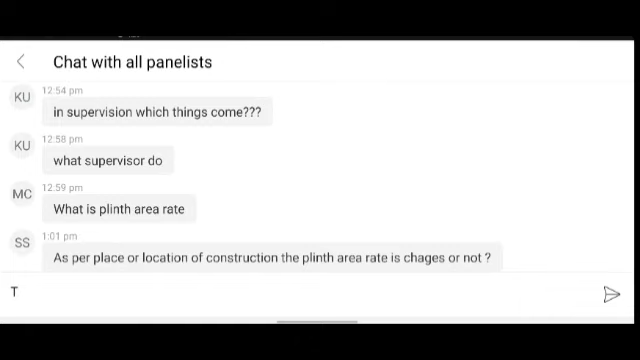 Chat with all panelists
KU
12:54 pm
in supervision which things come???
KU
12:58 pm
what supervisor do
MC
12:59 pm
What is plinth area rate
SS
1:01 pm
As per place or location of construction the plinth area rate is chages or not ?
T